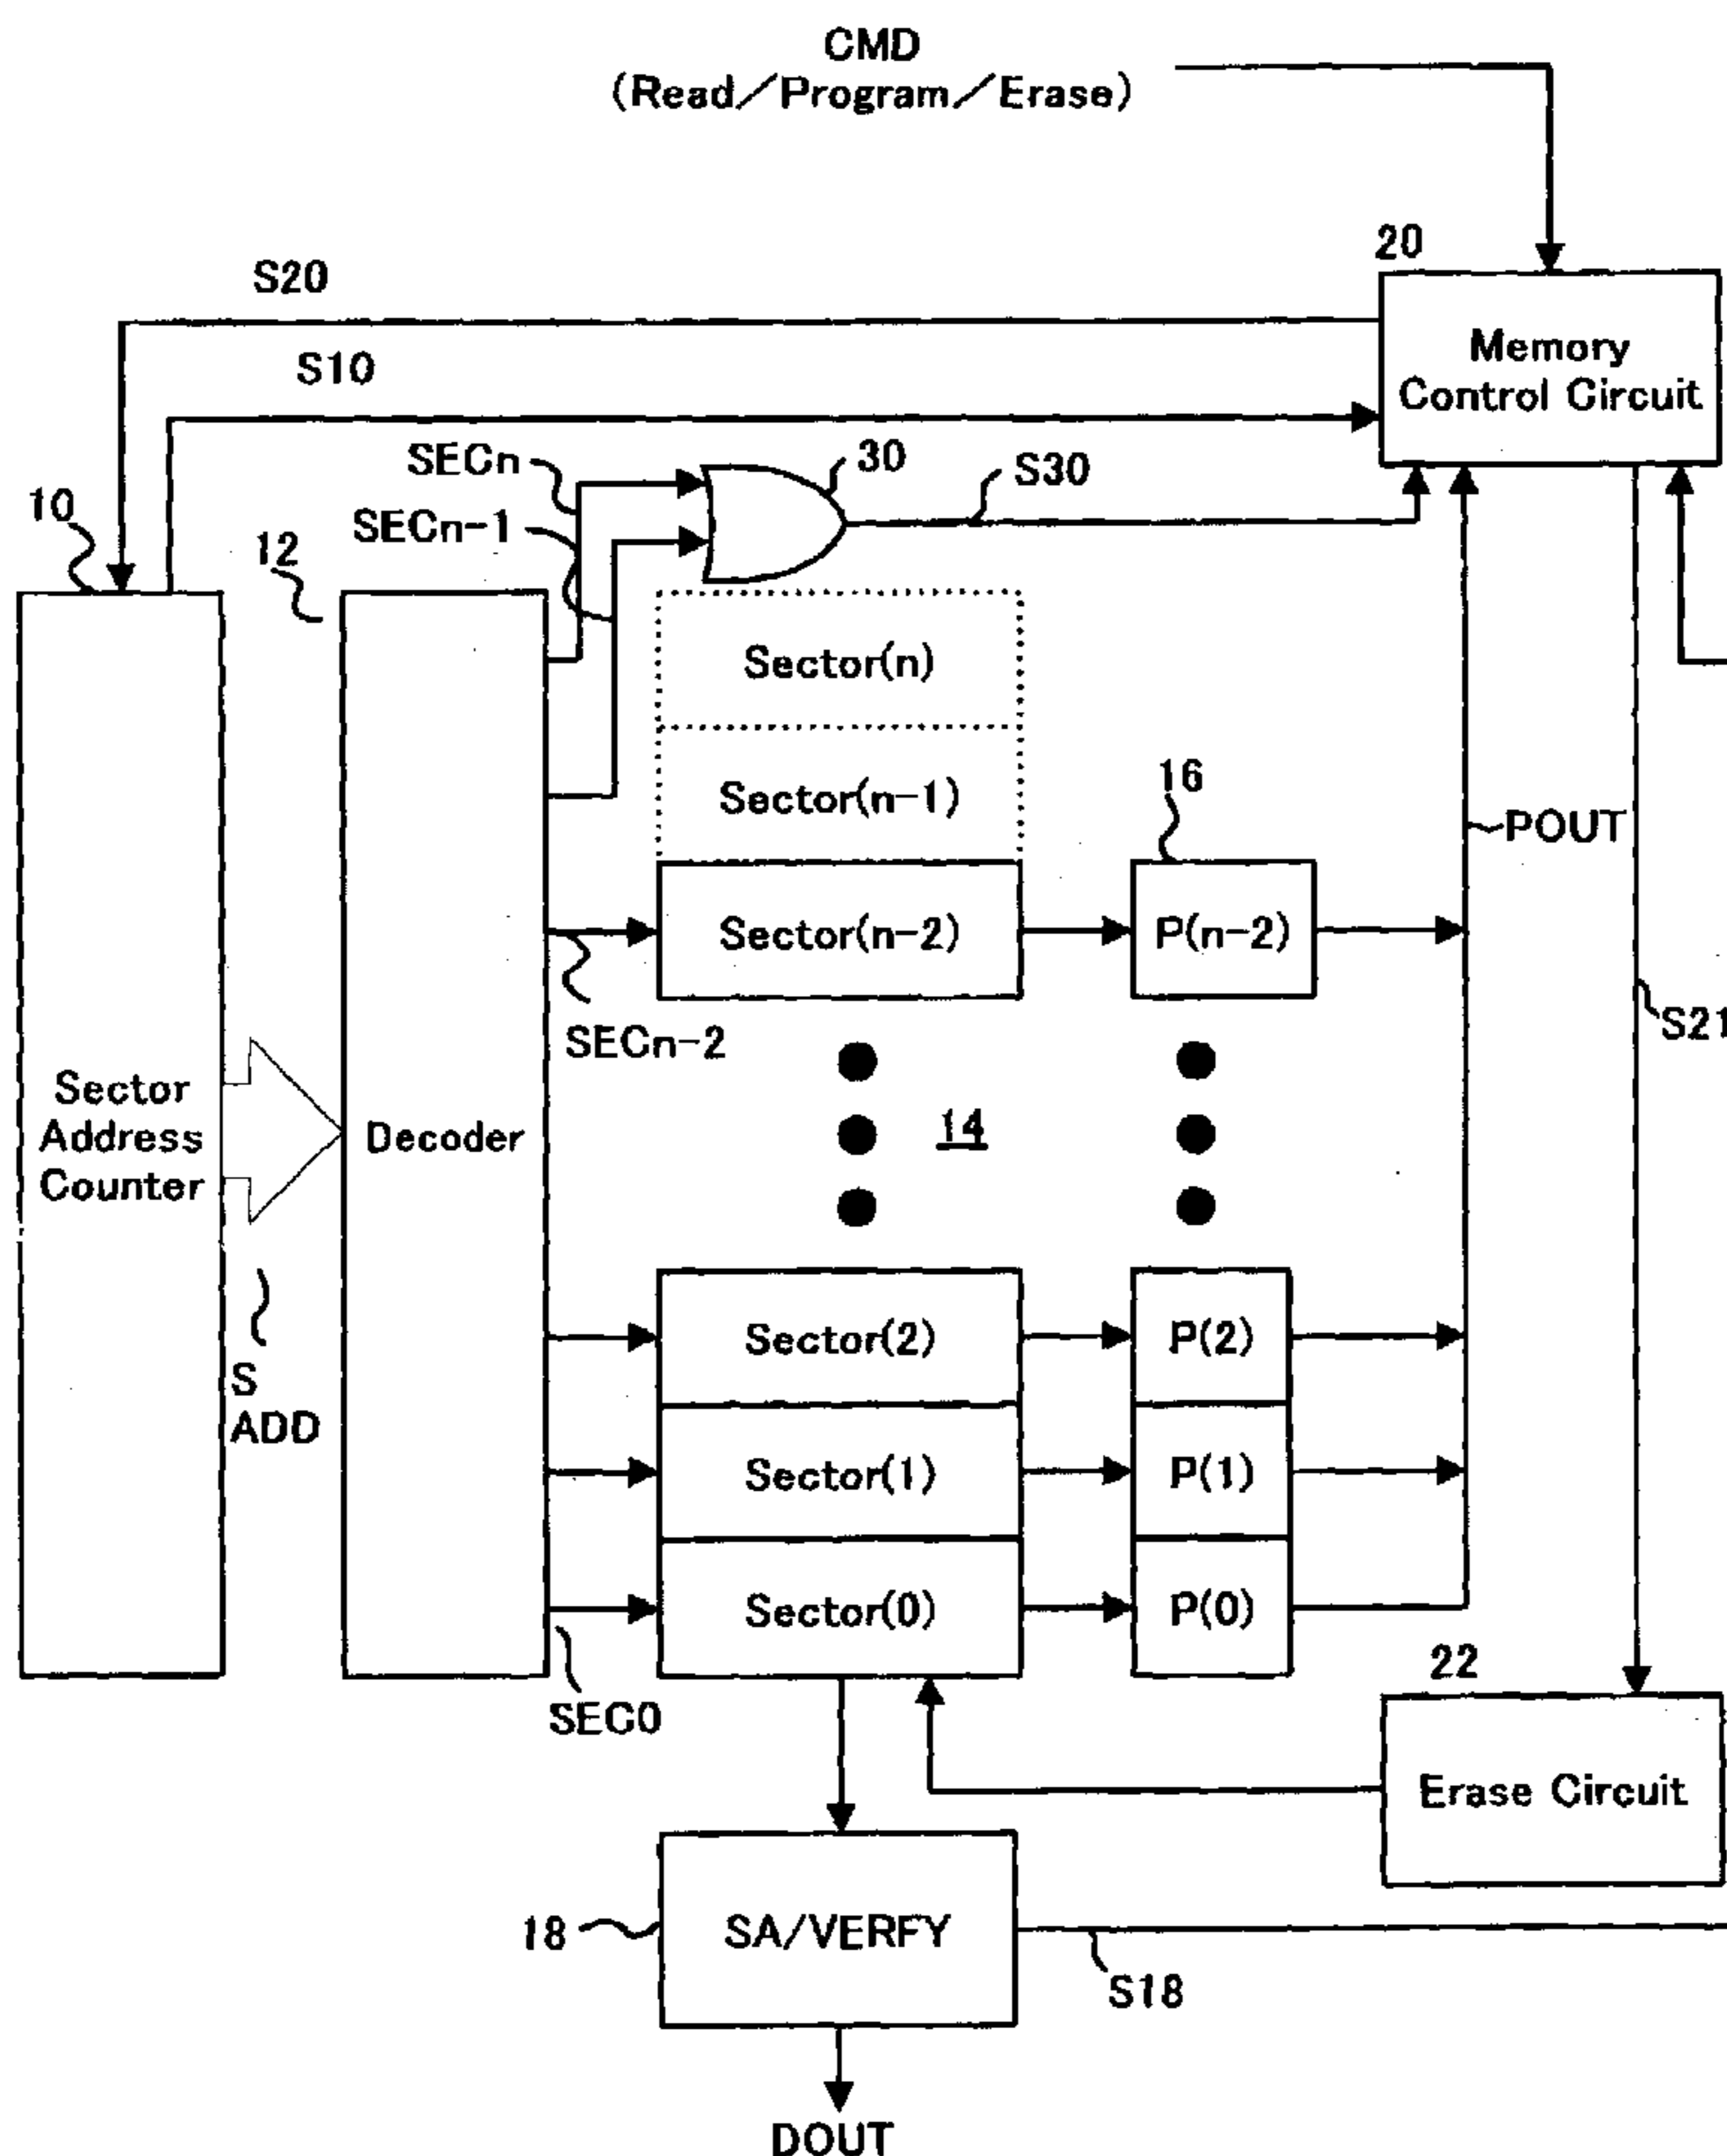 CMD
(Read/Program/Erase)
20
S20
Memory
Control Circuit
S10
SECn
30
S30
10
SECn-1
12
Sector(n)
Sector(n-1)
16
POUT
Sector(n-2)
P(n-2)
S21
SECn-2
Sector
Address
Counter
Decoder
14
Sector(2)
P(2)
S
ADD
Sector(1)
P(1)
Sector(0)
P(0)
22
SEC0
Erase Circuit
18
SA/VERFY
S18
DOUT